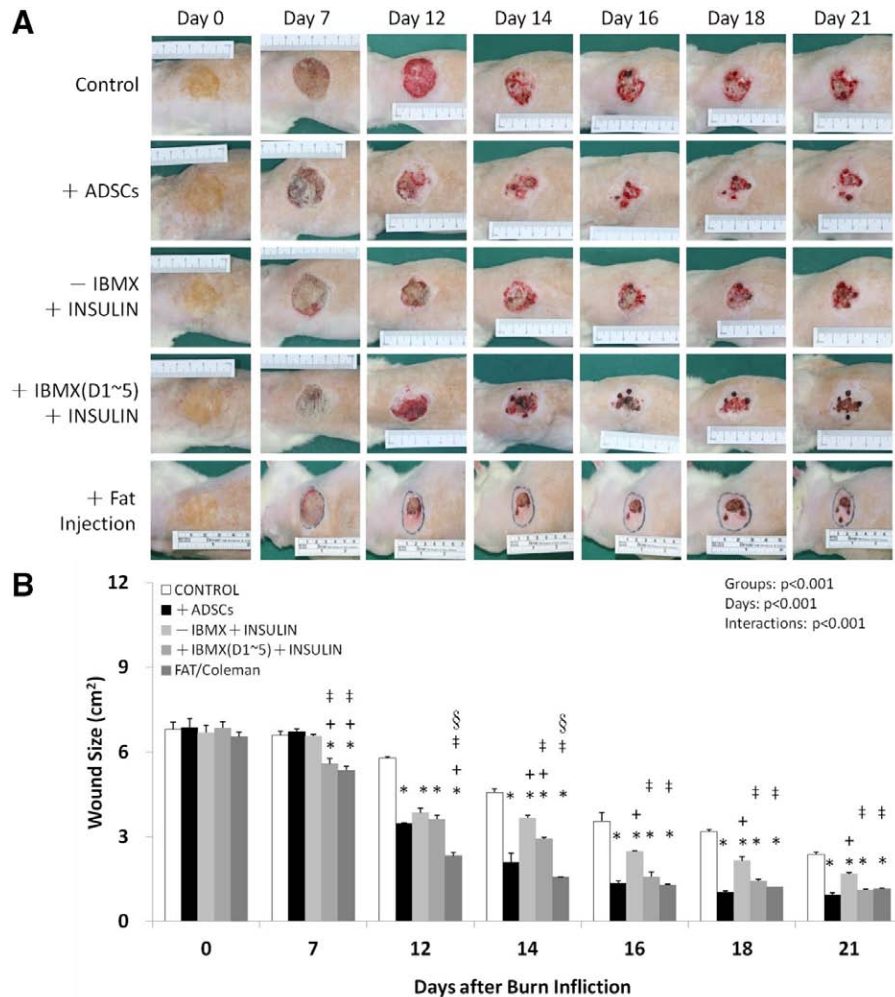 A
Day 0 Day 7 Day 12 Day 14 Day 16 Day 18 Day 21
Control
+ ADSCs
− IBMX
+ INSULIN
+ IBMX(D1~5)
+ INSULIN
+ Fat
Injection
B
12
9
6
3
0
Wound Size (cm²)
CONTROL
+ ADSCs
− IBMX + INSULIN
+ IBMX(D1~5) + INSULIN
FAT/Coleman
Groups: p<0.001
Days: p<0.001
Interactions: p<0.001
‡ ‡
+ +
* *
§
‡
+
* * * *
§
‡ ‡
+ +
* * * *
‡ ‡
+
* * * *
‡ ‡
+
* * * *
‡ ‡
+
* * * *
0 7 12 14 16 18 21
Days after Burn Infliction